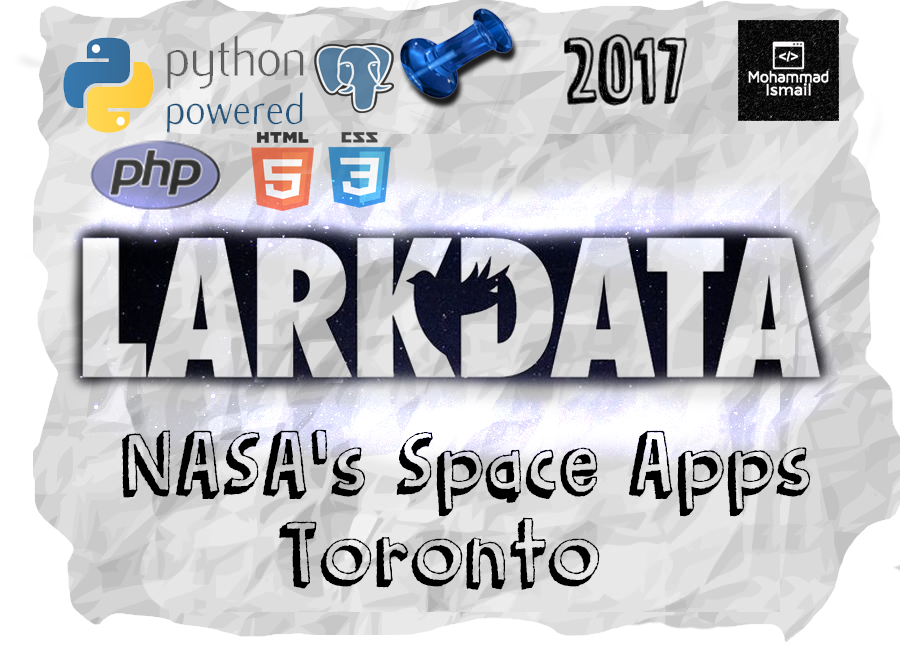 python
powered
2017
</>
Mohammad
Ismail
HTML
5
CSS
3
php
LARKDATA
NASA's Space Apps
Toronto